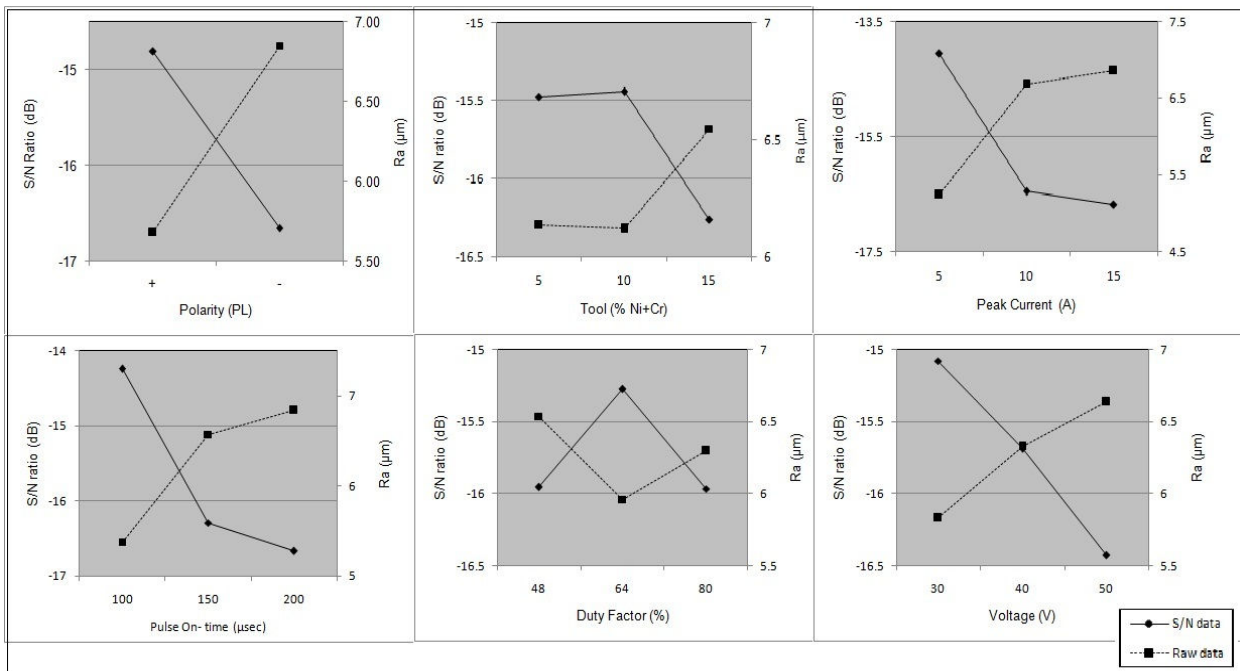 S/N Ratio (dB)
-15
-16
-17
7.00
6.50
6.00
5.50
Ra (µm)
+ -
Polarity (PL)
S/N ratio (dB)
-15
-15.5
-16
-16.5
7
6.5
6
Ra (µm)
5 10 15
Tool (% Ni+Cr)
S/N ratio (dB)
-13.5
-15.5
-17.5
7.5
6.5
5.5
4.5
Ra (µm)
5 10 15
Peak Current (A)
S/N ratio (dB)
-14
-15
-16
-17
7
6
5
Ra (µm)
100 150 200
Pulse On- time (µsec)
S/N ratio (dB)
-15
-15.5
-16
-16.5
7
6.5
6
5.5
Ra (µm)
48 64 80
Duty Factor (%)
S/N ratio (dB)
-15
-15.5
-16
-16.5
7
6.5
6
5.5
Ra (µm)
30 40 50
Voltage (V)
S/N data
Raw data